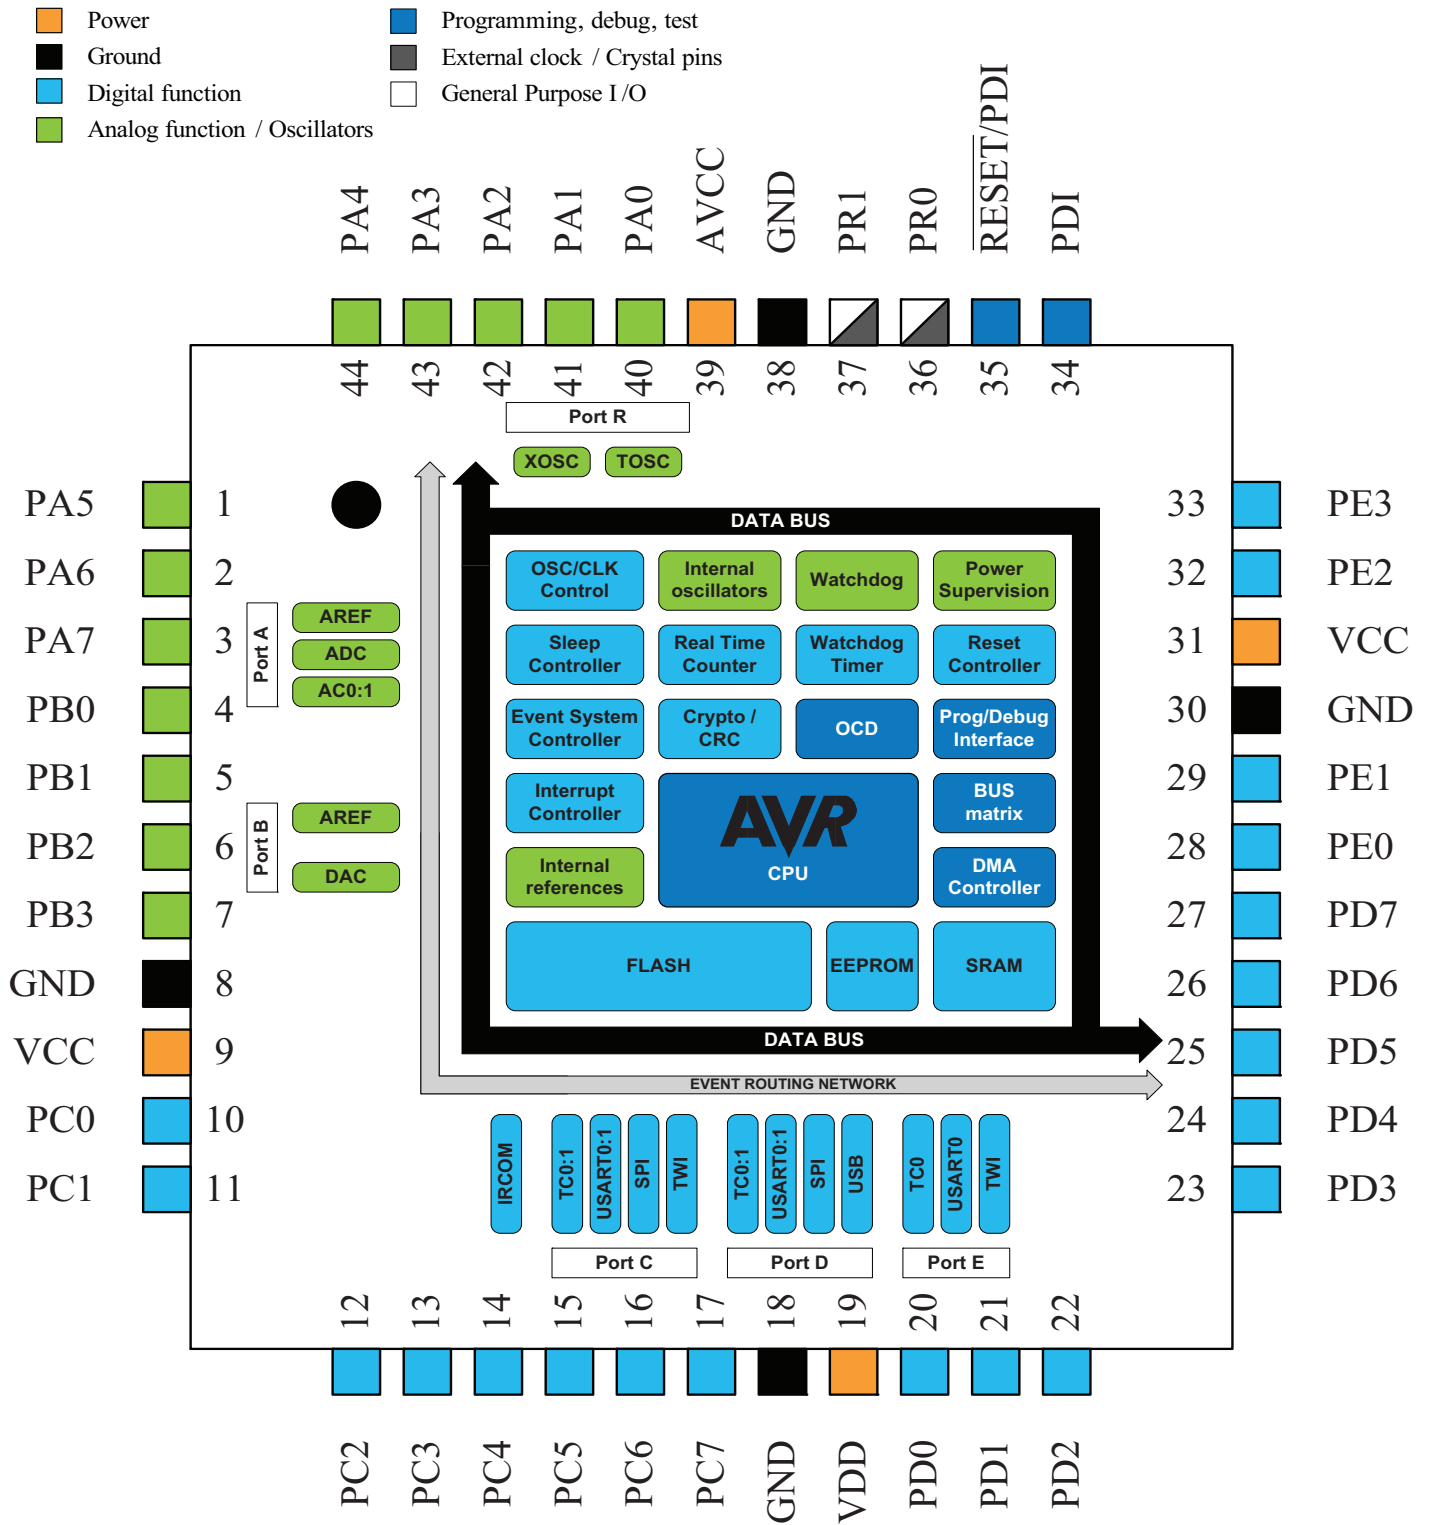 Power
Ground
Digital function
Analog function / Oscillators
Programming, debug, test
External clock / Crystal pins
General Purpose I/O
PA4
PA3
PA2
PA1
PA0
AVCC
GND
PR1
PR0
RESET/PDI
PDI
44
43
42
41
40
39
38
37
36
35
34
Port R
XOSC
TOSC
PA5
1
PA6
2
PA7
3
PB0
4
PB1
5
PB2
6
PB3
7
GND
8
VCC
9
PC0
10
PC1
11
Port A
AREF
ADC
AC0:1
Port B
AREF
DAC
DATA BUS
OSC/CLK
Control
Internal
oscillators
Watchdog
Power
Supervision
Sleep
Controller
Real Time
Counter
Watchdog
Timer
Reset
Controller
Event System
Controller
Crypto /
CRC
OCD
Prog/Debug
Interface
Interrupt
Controller
AVR
CPU
BUS
matrix
Internal
references
DMA
Controller
FLASH
EEPROM
SRAM
DATA BUS
EVENT ROUTING NETWORK
33
PE3
32
PE2
31
VCC
30
GND
29
PE1
28
PE0
27
PD7
26
PD6
25
PD5
24
PD4
23
PD3
IRCOM
TC0:1
USART0:1
SPI
TWI
TC0:1
USART0:1
SPI
USB
TC0
USART0
TWI
Port C
Port D
Port E
12
13
14
15
16
17
18
19
20
21
22
PC2
PC3
PC4
PC5
PC6
PC7
GND
VDD
PD0
PD1
PD2